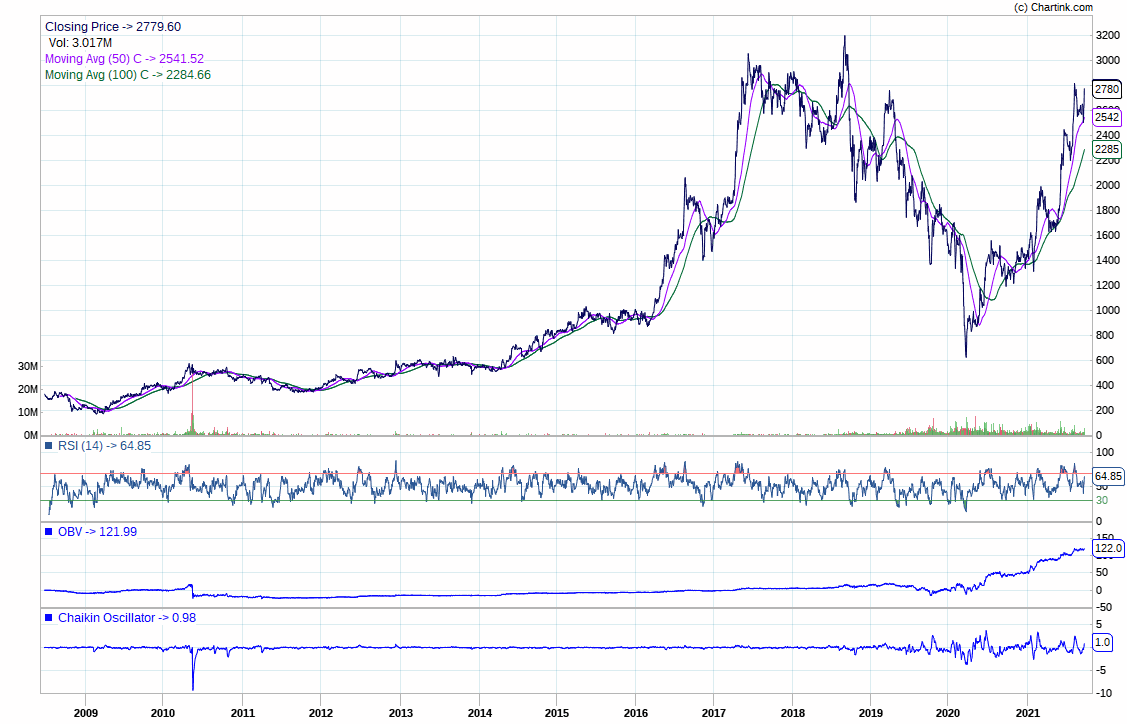 (c) Chartink.com
Closing Price -> 2779.60
Vol: 3.017M
Moving Avg (50) C -> 2541.52
Moving Avg (100) C -> 2284.66
3200
3000
2780
2542
2400
2285
2200
2000
1800
1600
1400
1200
1000
800
600
400
200
0
30M
20M
10M
0M
RSI (14) -> 64.85
100
64.85
50
30
0
OBV -> 121.99
150
122.0
50
0
-50
Chaikin Oscillator -> 0.98
5
1.0
-5
-10
2009 2010 2011 2012 2013 2014 2015 2016 2017 2018 2019 2020 2021